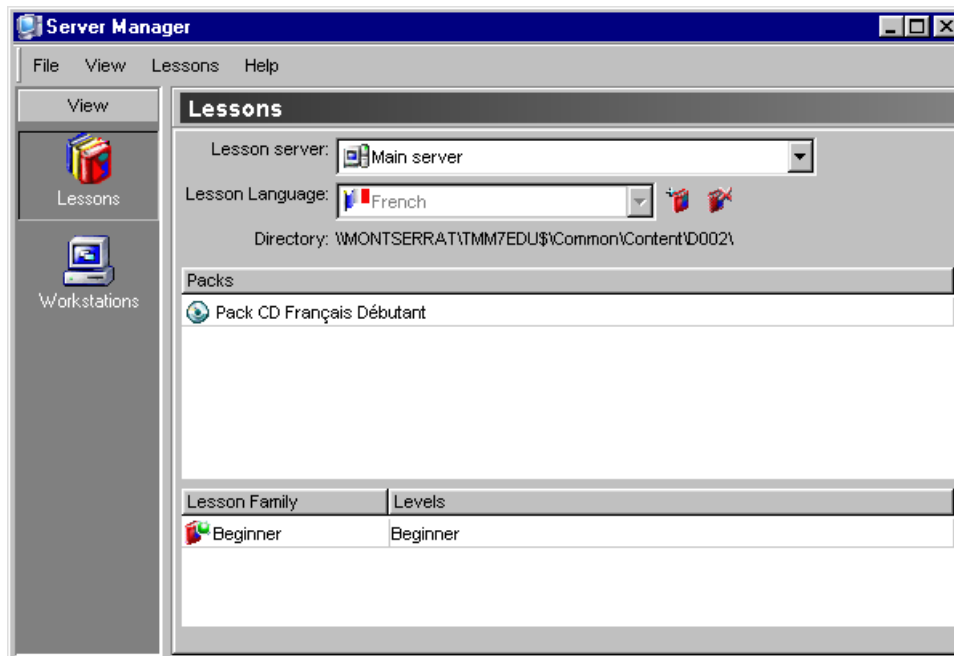 Server Manager
File View Lessons Help
View
Lessons
Lessons
Workstations
Lesson server: Main server
Lesson Language: French
Directory: \\MONTSERRAT\TMM7EDU$\Common\Content\D002\
Packs
Pack CD Français Débutant
Lesson Family Levels
Beginner Beginner